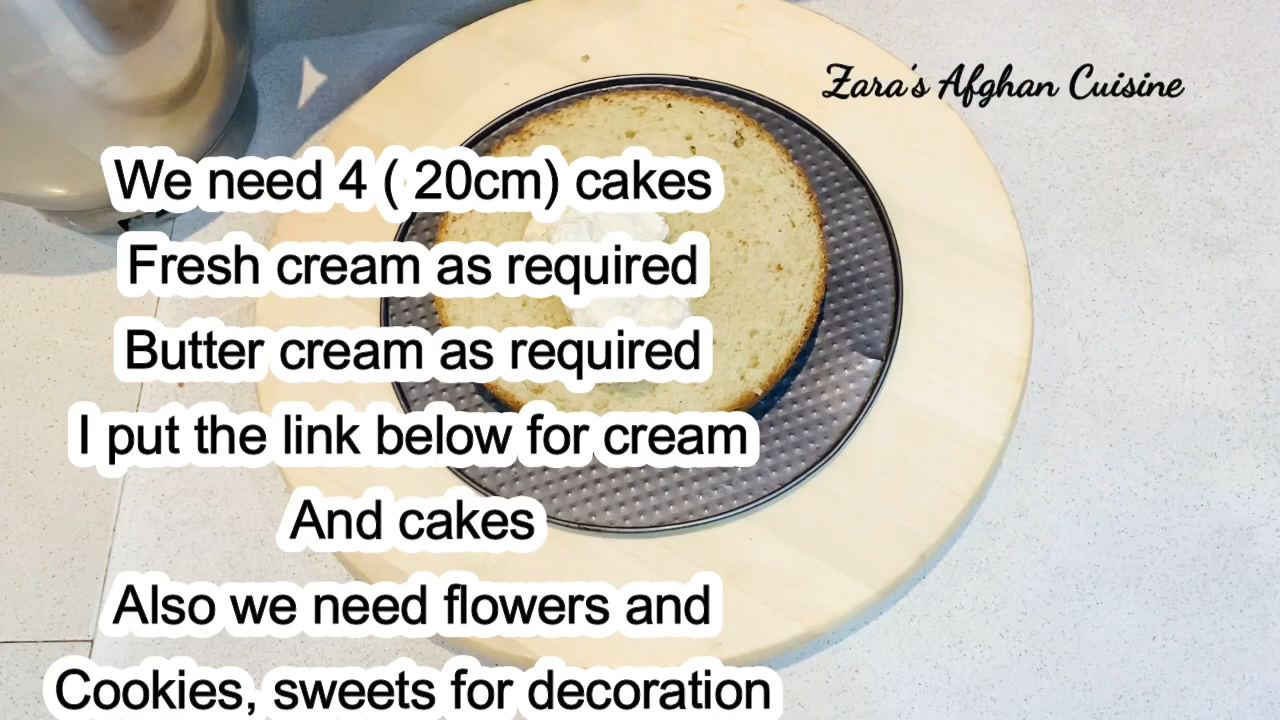 Zara's Afghan Cuisine
We need 4 ( 20cm) cakes
Fresh cream as required
Butter cream as required
I put the link below for cream
And cakes
Also we need flowers and
Cookies, sweets for decoration